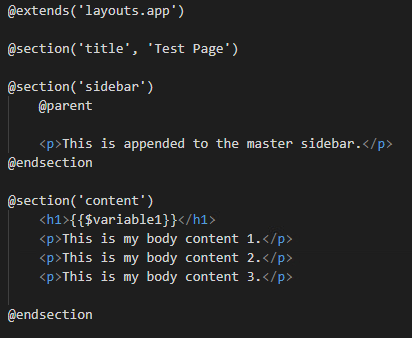 @extends('layouts.app')
@section('title', 'Test Page')
@section('sidebar')
@parent
<p>This is appended to the master sidebar.</p>
@endsection
@section('content')
<h1>{{$variable1}}</h1>
<p>This is my body content 1.</p>
<p>This is my body content 2.</p>
<p>This is my body content 3.</p>
@endsection